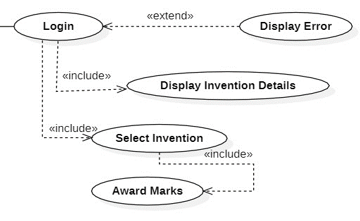 «extend»
Login
Display Error
«include»
Display Invention Details
«include»
Select Invention
«include»
Award Marks